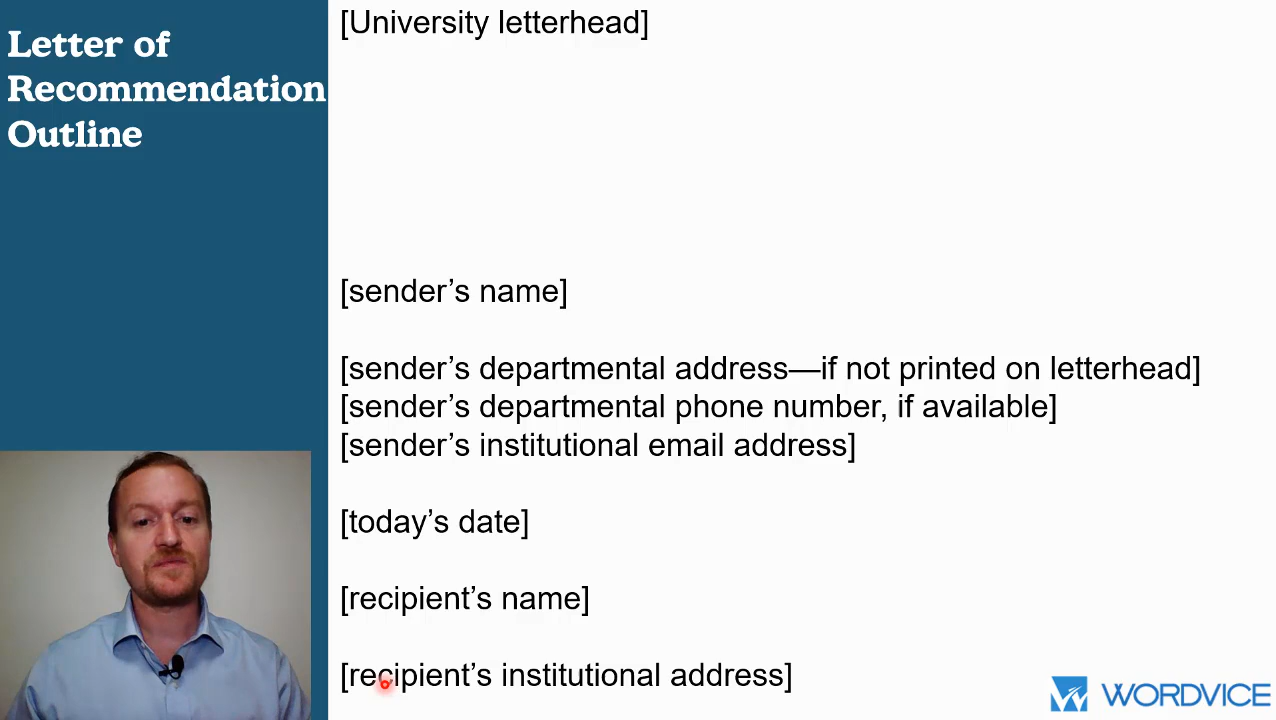 Letter of
Recommendation
Outline
[University letterhead]
[sender’s name]
[sender’s departmental address—if not printed on letterhead]
[sender’s departmental phone number, if available]
[sender’s institutional email address]
[today’s date]
[recipient’s name]
[recipient’s institutional address]
WORDVICE